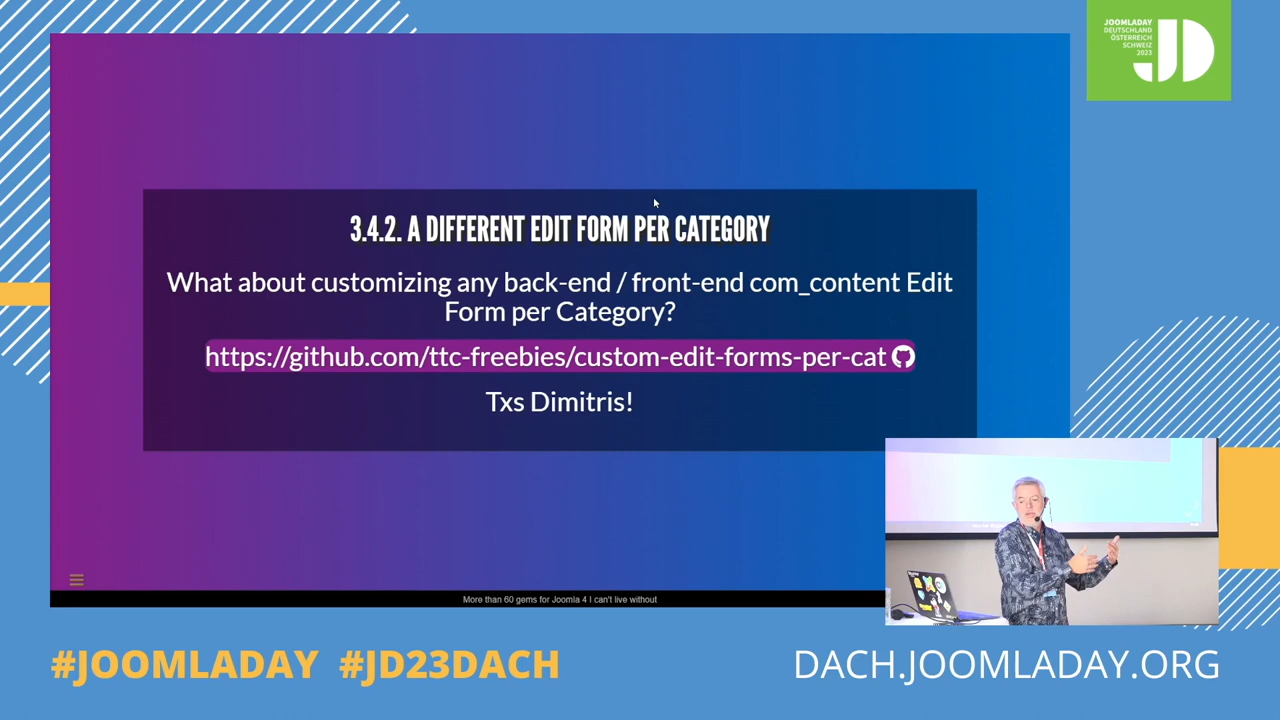 JOOMLADAY
DEUTSCHLAND
ÖSTERREICH
SCHWEIZ
2023
JD
3.4.2. A DIFFERENT EDIT FORM PER CATEGORY
What about customizing any back-end / front-end com_content Edit
Form per Category?
https://github.com/ttc-freebies/custom-edit-forms-per-cat
Txs Dimitris!
More than 60 gems for Joomla 4 I can't live without
#JOOMLADAY #JD23DACH
DACH.JOOMLADAY.ORG